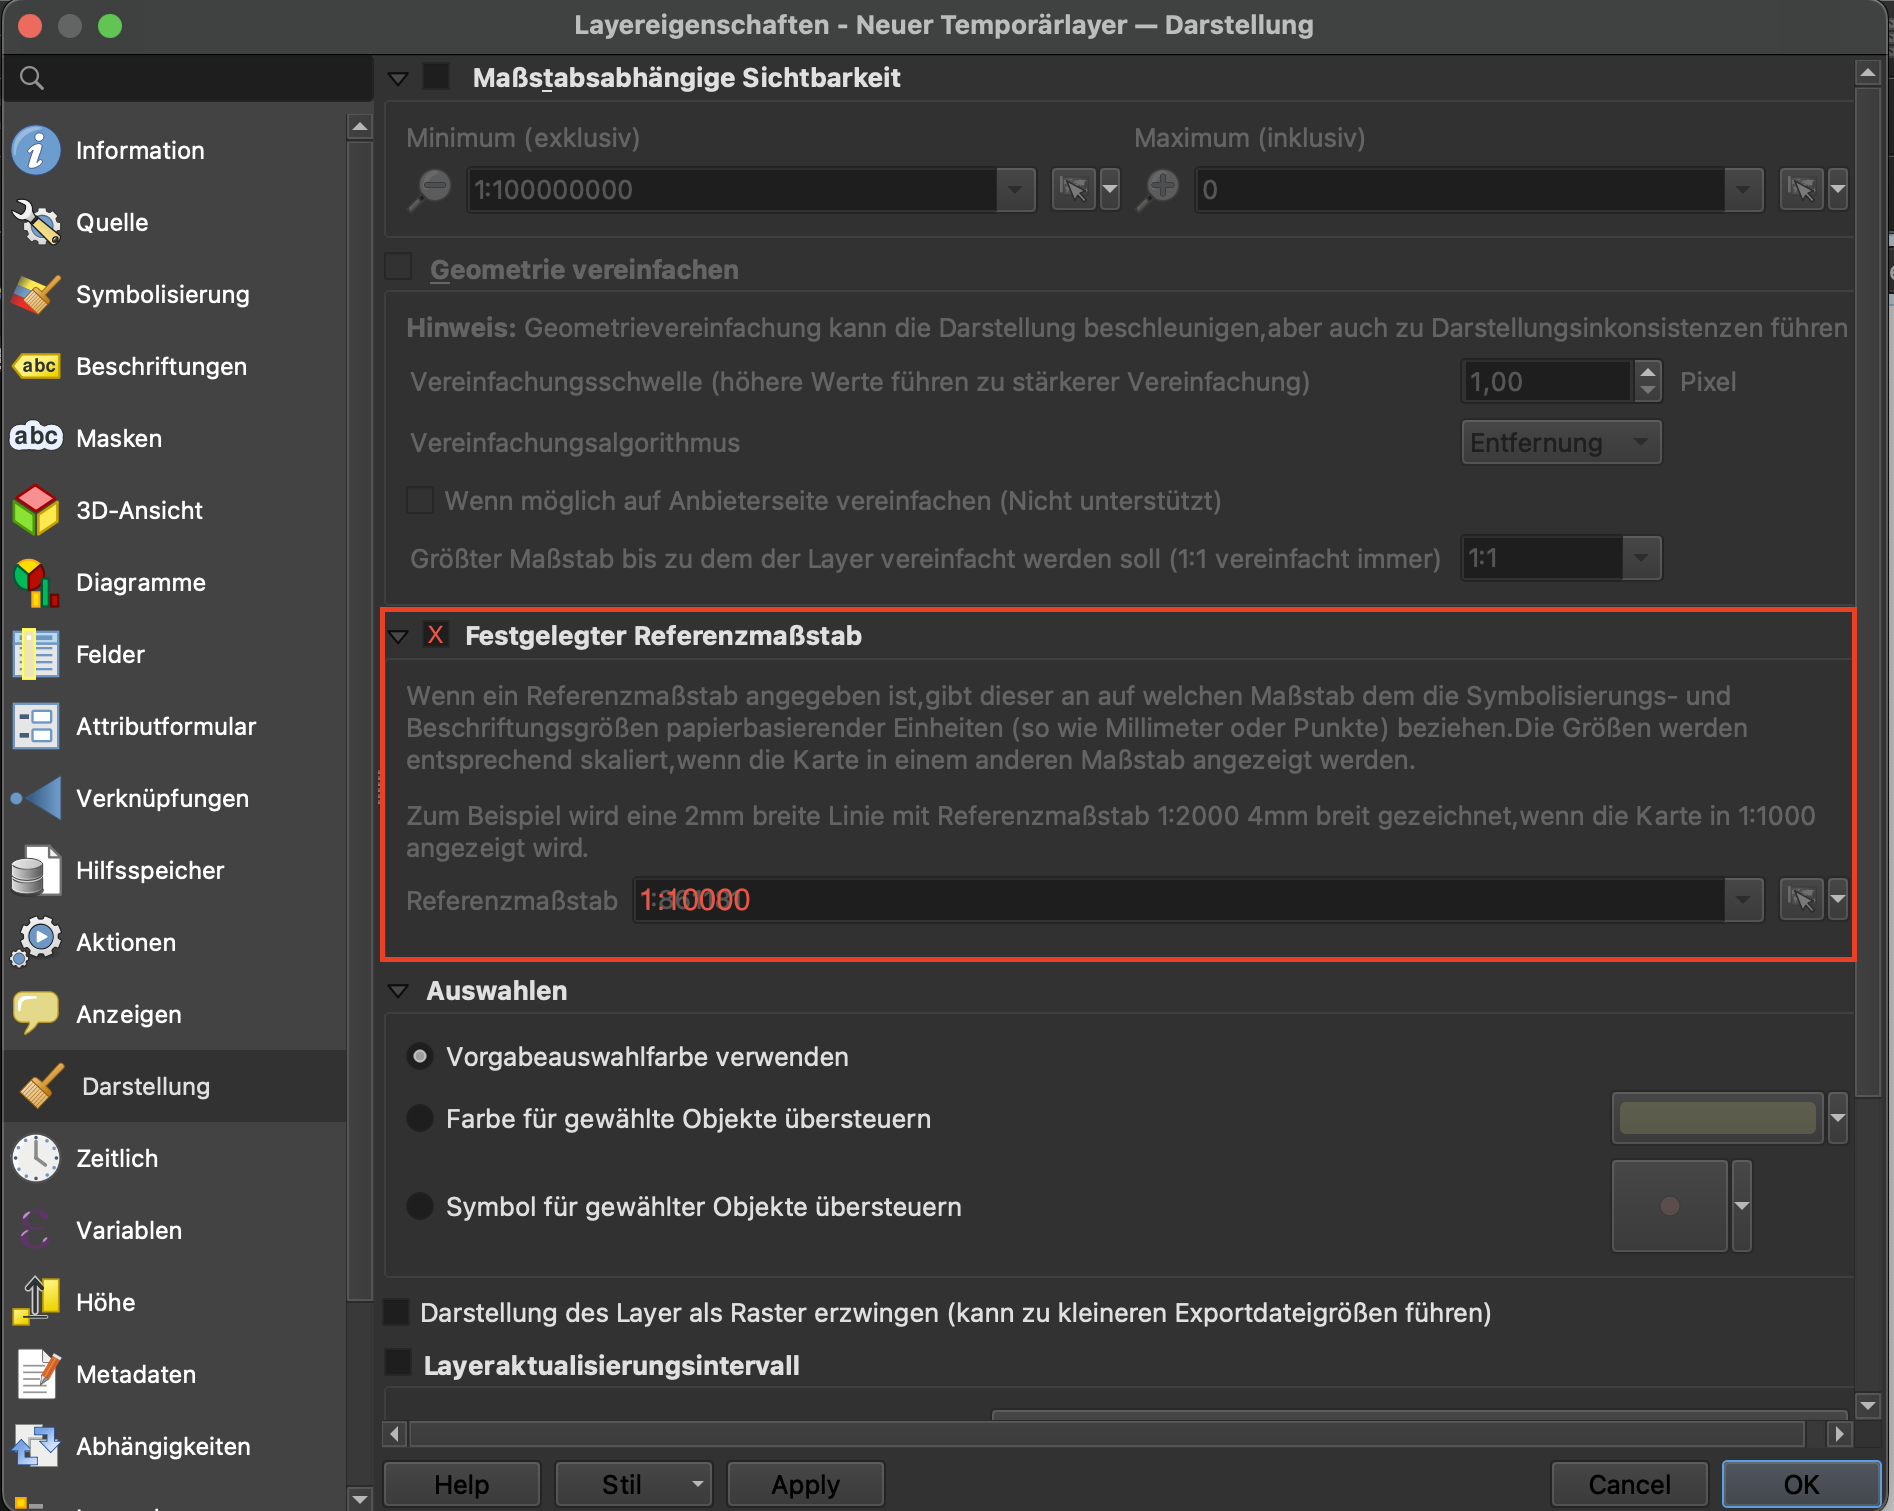 Layereigenschaften - Neuer Temporärlayer — Darstellung
Information
Quelle
Symbolisierung
abc Beschriftungen
abc Masken
3D-Ansicht
Diagramme
Felder
Attributformular
Verknüpfungen
Hilfsspeicher
Aktionen
Anzeigen
Darstellung
Zeitlich
Variablen
Höhe
Metadaten
Abhängigkeiten
Maßstabsabhängige Sichtbarkeit
Minimum (exklusiv)
Maximum (inklusiv)
1:100000000
0
Geometrie vereinfachen
Hinweis: Geometrievereinfachung kann die Darstellung beschleunigen,aber auch zu Darstellungsinkonsistenzen führen
Vereinfachungsschwelle (höhere Werte führen zu stärkerer Vereinfachung)
1,00
Pixel
Vereinfachungsalgorithmus
Entfernung
Wenn möglich auf Anbieterseite vereinfachen (Nicht unterstützt)
Größter Maßstab bis zu dem der Layer vereinfacht werden soll (1:1 vereinfacht immer)
1:1
X Festgelegter Referenzmaßstab
Wenn ein Referenzmaßstab angegeben ist,gibt dieser an auf welchen Maßstab dem die Symbolisierungs- und
Beschriftungsgrößen papierbasierender Einheiten (so wie Millimeter oder Punkte) beziehen.Die Größen werden
entsprechend skaliert,wenn die Karte in einem anderen Maßstab angezeigt werden.
Zum Beispiel wird eine 2mm breite Linie mit Referenzmaßstab 1:2000 4mm breit gezeichnet,wenn die Karte in 1:1000
angezeigt wird.
Referenzmaßstab
1:10000
Auswahlen
Vorgabeauswahlfarbe verwenden
Farbe für gewählte Objekte übersteuern
Symbol für gewählter Objekte übersteuern
Darstellung des Layer als Raster erzwingen (kann zu kleineren Exportdateigrößen führen)
Layeraktualisierungsintervall
Help
Stil
Apply
Cancel
OK